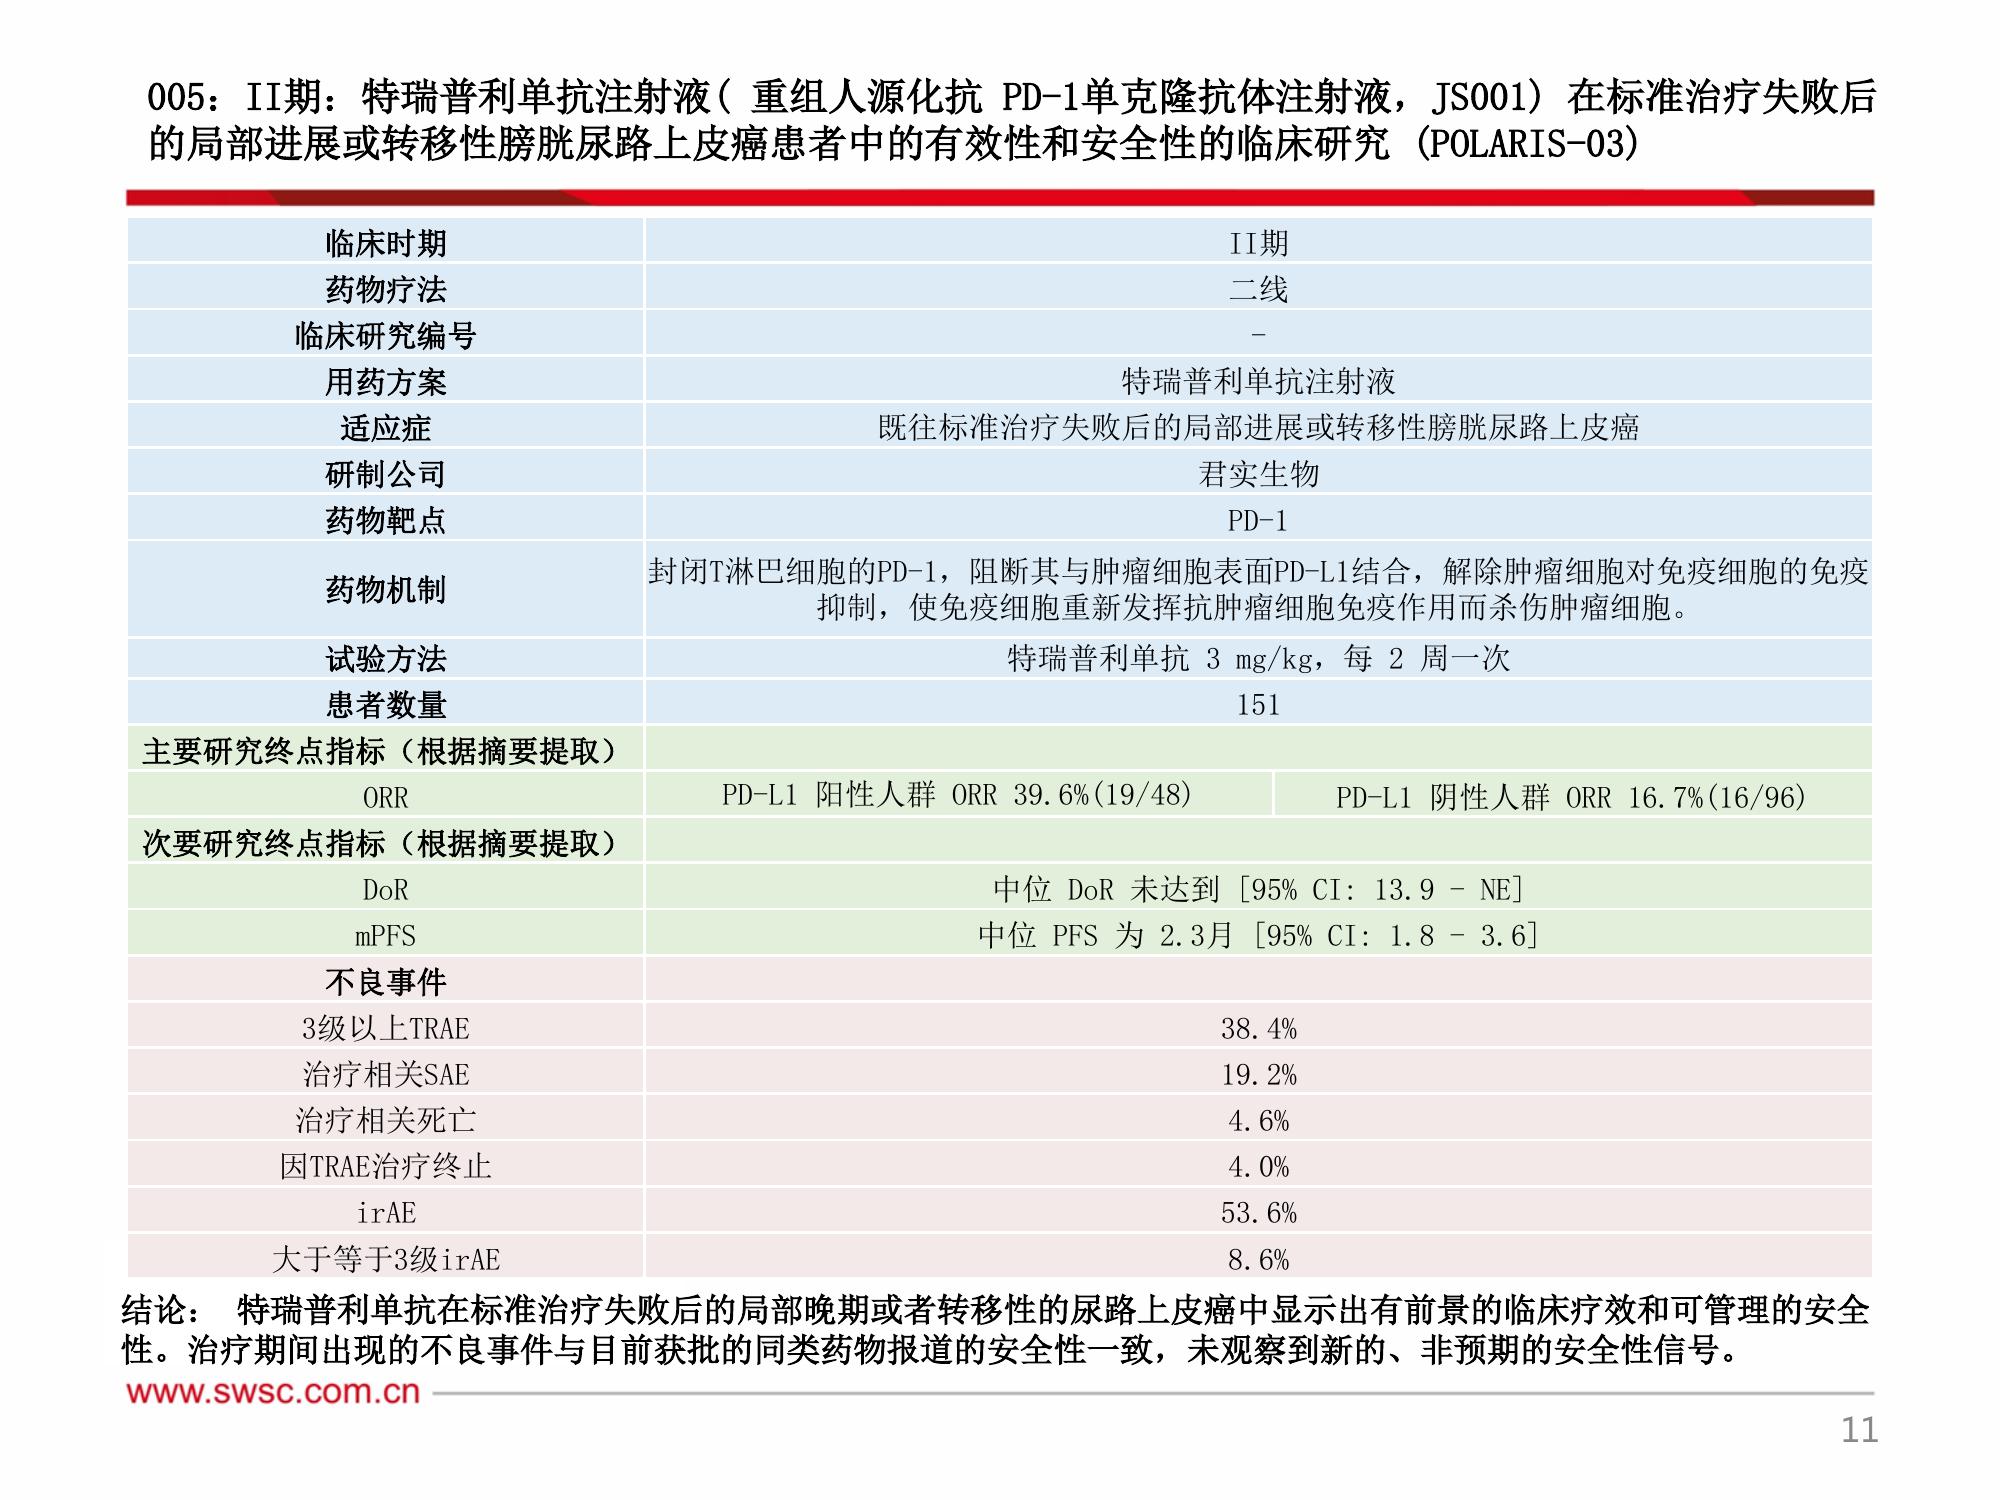 005：II期：特瑞普利单抗注射液( 重组人源化抗 PD-1单克隆抗体注射液，JS001) 在标准治疗失败后
的局部进展或转移性膀胱尿路上皮癌患者中的有效性和安全性的临床研究 (POLARIS-03)
临床时期 II期
药物疗法 二线
临床研究编号 -
用药方案 特瑞普利单抗注射液
适应症 既往标准治疗失败后的局部进展或转移性膀胱尿路上皮癌
研制公司 君实生物
药物靶点 PD-1
药物机制 封闭T淋巴细胞的PD-1，阻断其与肿瘤细胞表面PD-L1结合，解除肿瘤细胞对免疫细胞的免疫
抑制，使免疫细胞重新发挥抗肿瘤细胞免疫作用而杀伤肿瘤细胞。
试验方法 特瑞普利单抗 3 mg/kg，每 2 周一次
患者数量 151
主要研究终点指标（根据摘要提取）
ORR PD-L1 阳性人群 ORR 39.6%(19/48) PD-L1 阴性人群 ORR 16.7%(16/96)
次要研究终点指标（根据摘要提取）
DoR 中位 DoR 未达到 [95% CI: 13.9 - NE]
mPFS 中位 PFS 为 2.3月 [95% CI: 1.8 - 3.6]
不良事件
3级以上TRAE 38.4%
治疗相关SAE 19.2%
治疗相关死亡 4.6%
因TRAE治疗终止 4.0%
irAE 53.6%
大于等于3级irAE 8.6%
结论： 特瑞普利单抗在标准治疗失败后的局部晚期或者转移性的尿路上皮癌中显示出有前景的临床疗效和可管理的安全
性。治疗期间出现的不良事件与目前获批的同类药物报道的安全性一致，未观察到新的、非预期的安全性信号。
www.swsc.com.cn
11